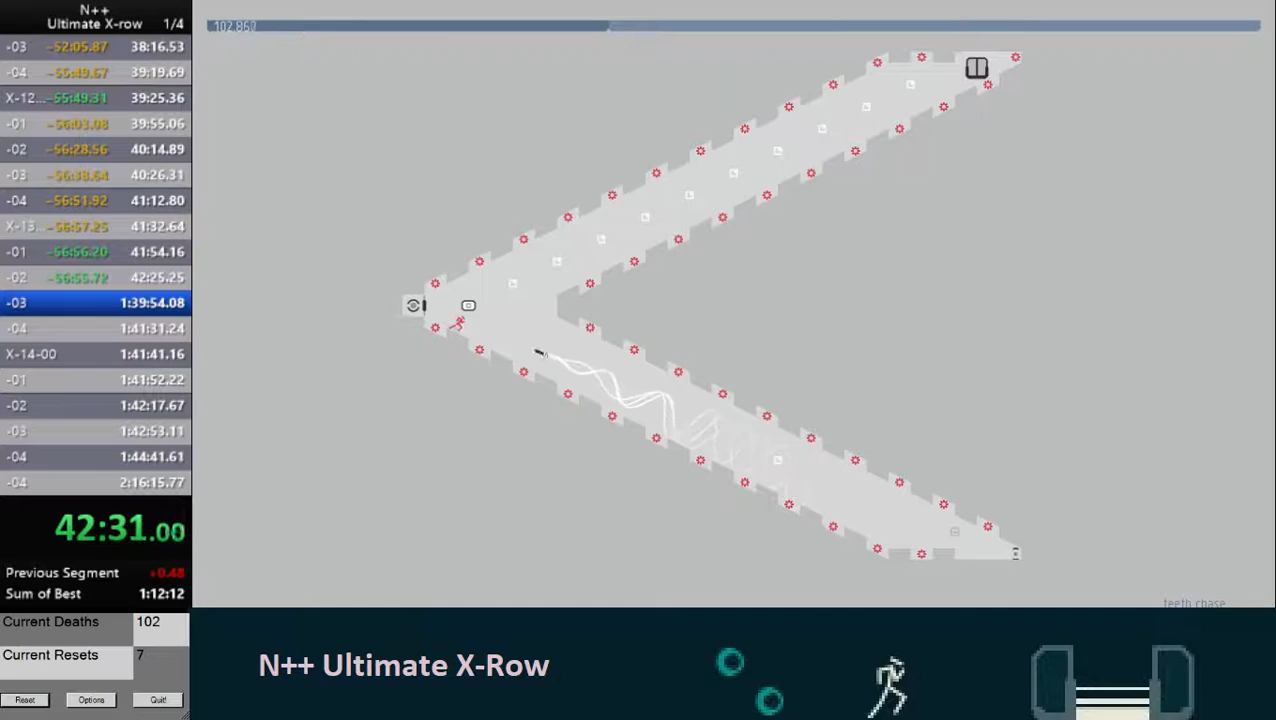 N++
Ultimate X-row 1/4
-03 -52:05.87 38:16.53
-04 -55:49.67 39:19.69
X-12... -55:49.31 39:25.36
-01 -56:03.08 39:55.06
-02 -56:28.56 40:14.89
-03 -56:38.64 40:26.31
-04 -56:51.92 41:12.80
X-13... -56:57.25 41:32.64
-01 -56:56.20 41:54.16
-02 -56:55.72 42:25.25
-03 1:39:54.08
-04 1:41:31.24
X-14-00 1:41:41.16
-01 1:41:52.22
-02 1:42:17.67
-03 1:42:53.11
-04 1:44:41.61
-04 2:16:15.77
42:31.00
Previous Segment +0.48
Sum of Best 1:12:12
Current Deaths 102
Current Resets 7
Reset Options Quit!
102.860
teeth chase
N++ Ultimate X-Row